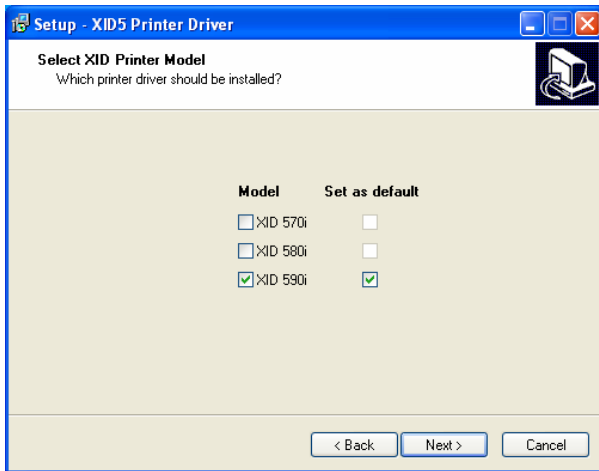 Setup - XID5 Printer Driver
Select XID Printer Model
Which printer driver should be installed?
Model Set as default
XID 570i
XID 580i
XID 590i
< Back Next > Cancel